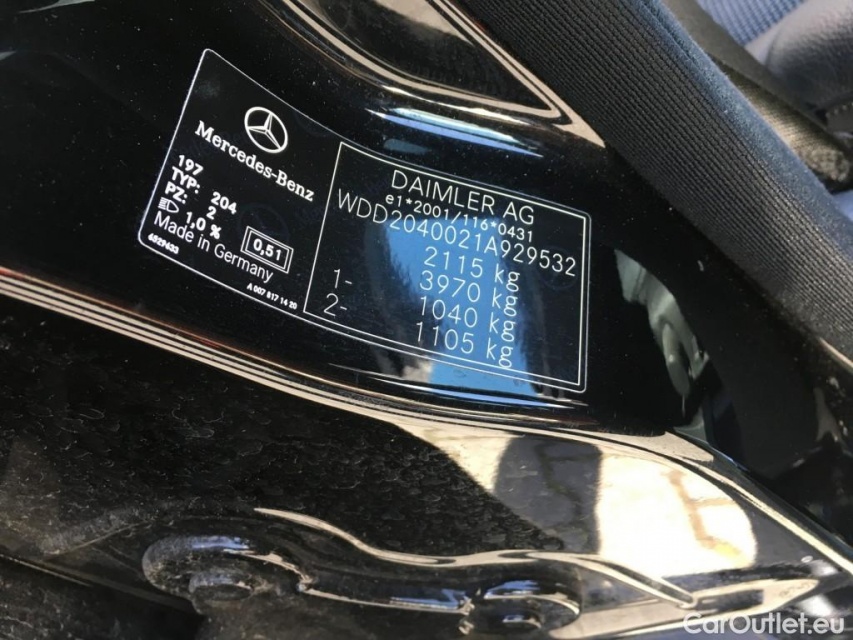 Mercedes-Benz
197
TYP: 204
PZ: 2
1,0 %
0,51
Made in Germany
6529633
A 007 817 14 20
DAIMLER AG
e1*2001/116*0431
WDD2040021A929532
2115 kg
3970 kg
1- 1040 kg
2- 1105 kg
CarOutlet.eu